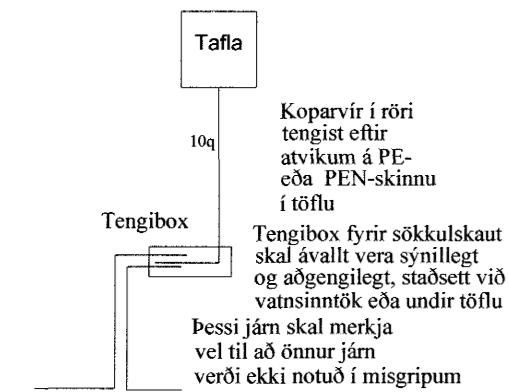 Tafla
10q
Koparvír í röri
tengist eftir
atvikum á PE-
eða PEN-skinnu
í töflu
Tengibox
Tengibox fyrir sökkulskaut
skal ávallt vera sýnillegt
og aðgengilegt, staðsett við
vatnsinntök eða undir töflu
Þessi járn skal merkja
vel til að önnur járn
verði ekki notuð í misgripum